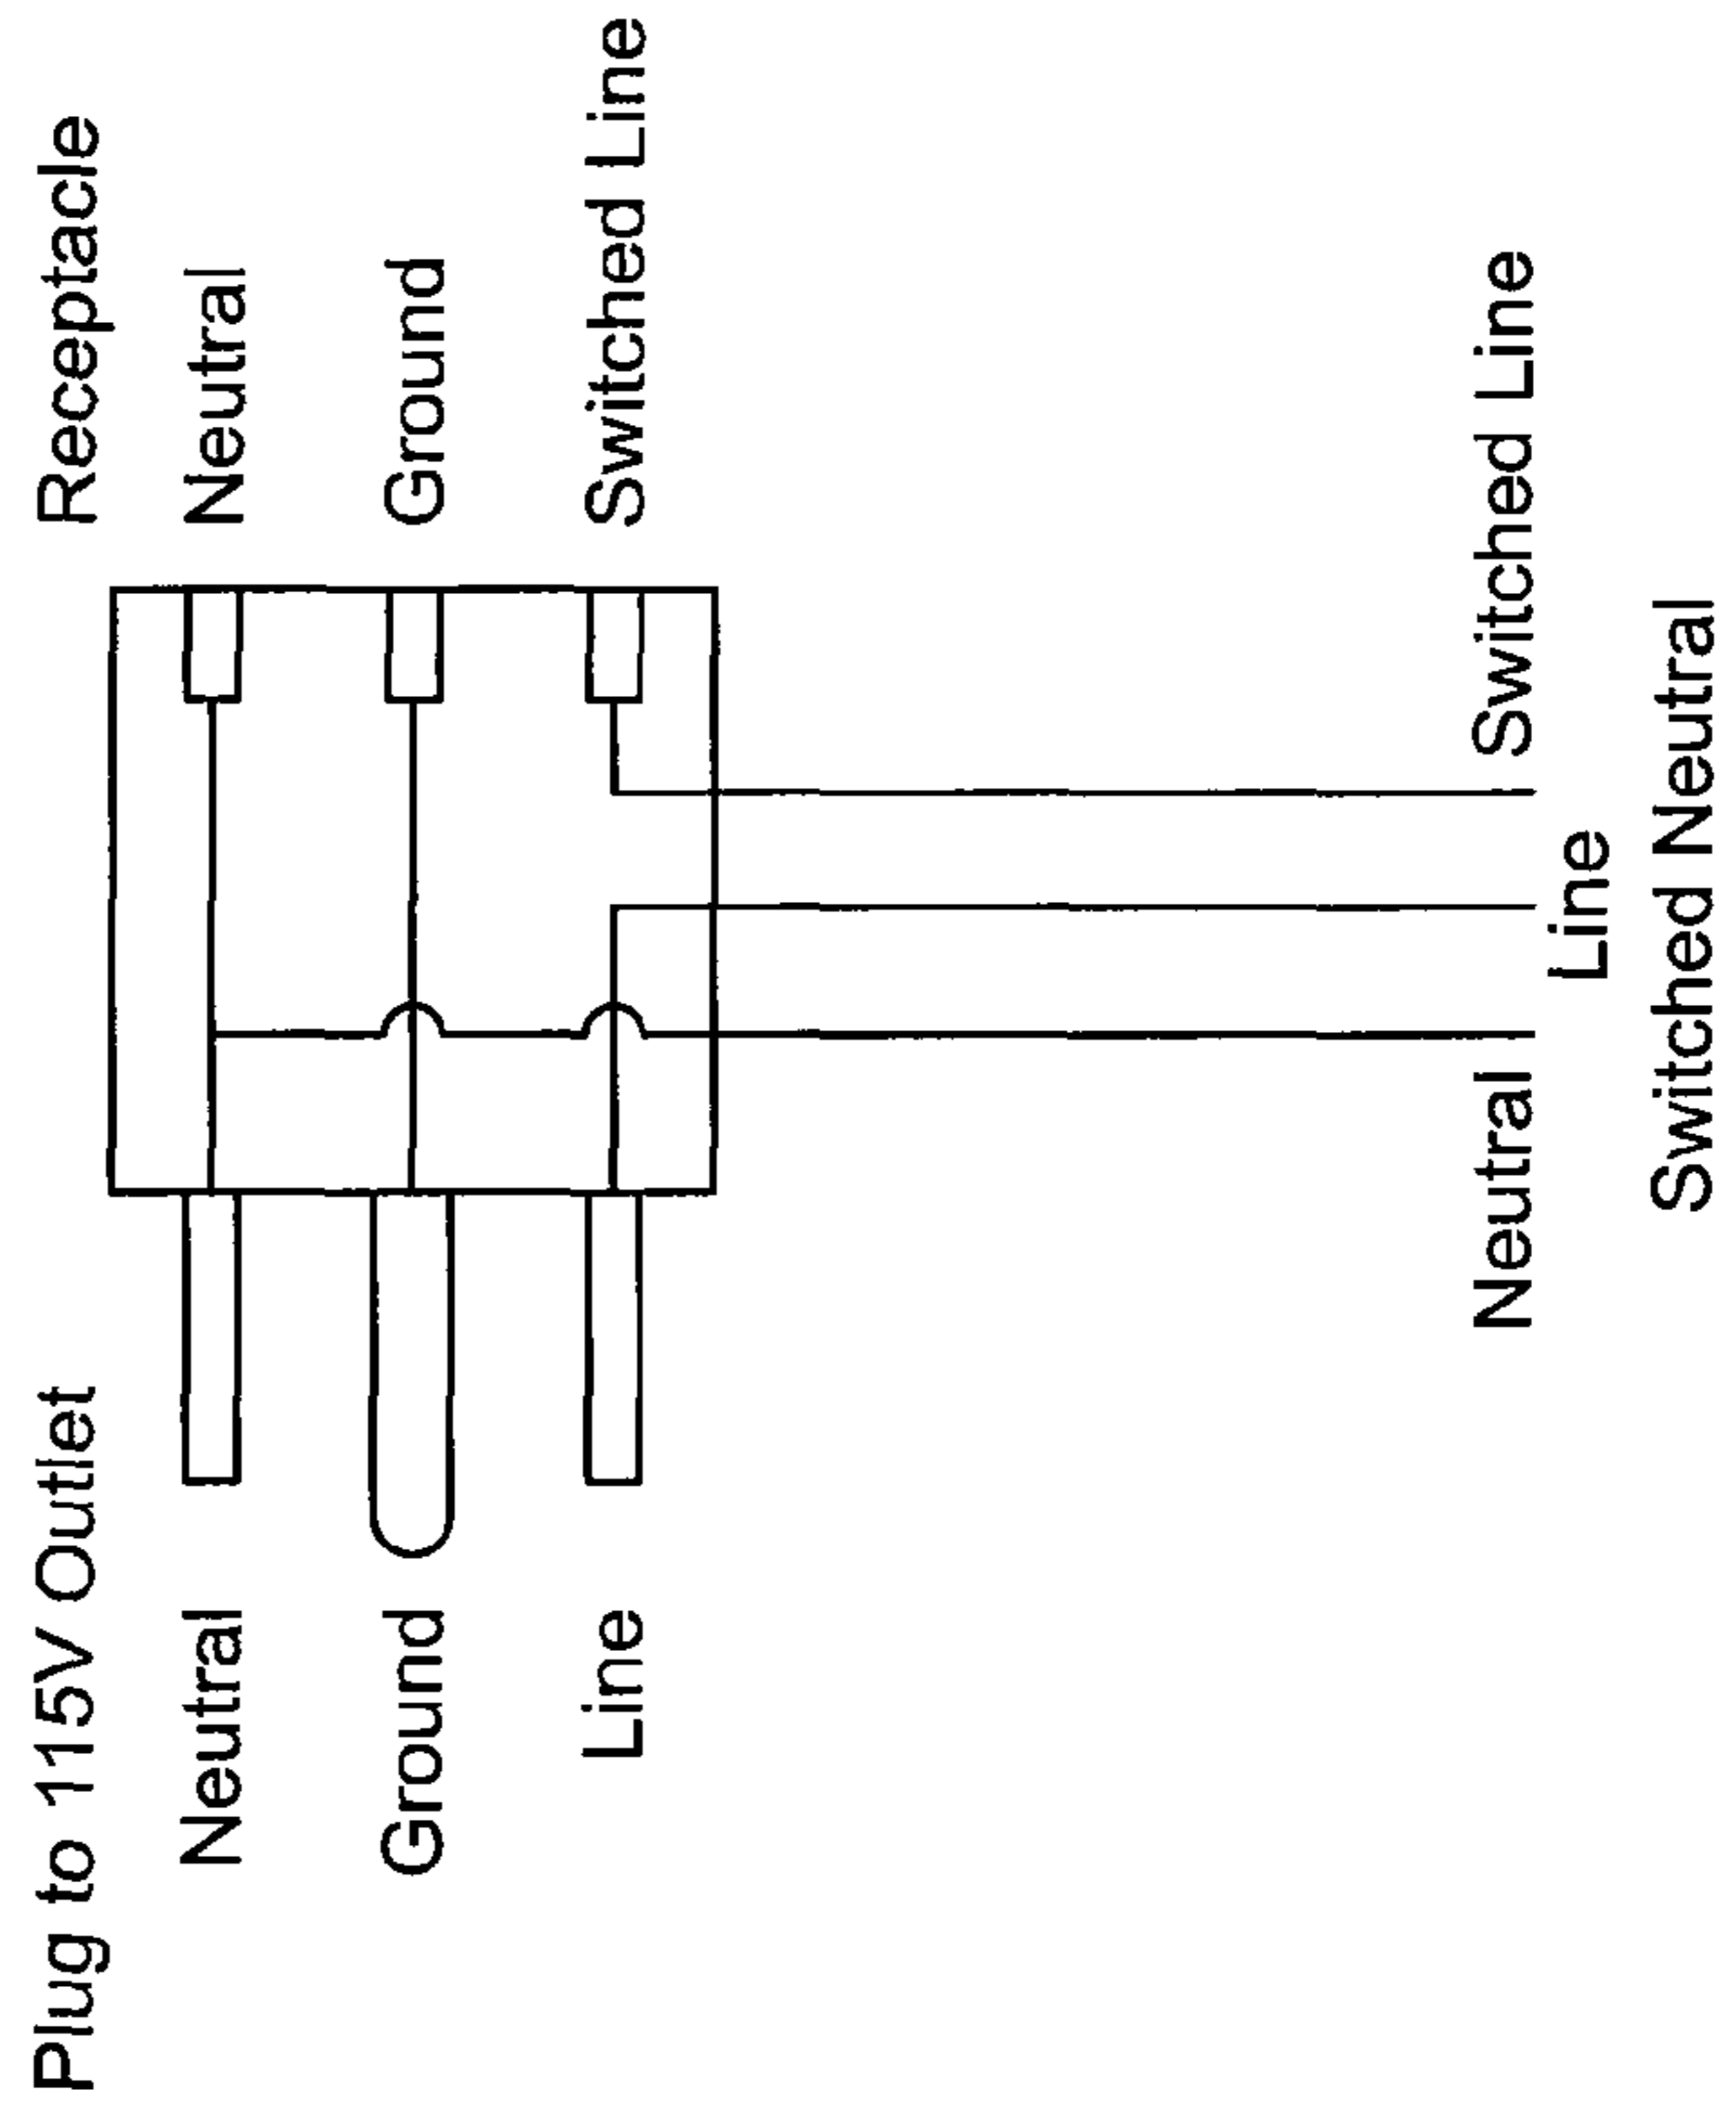 Plug to 115V Outlet
Receptacle
Neutral
Neutral
Ground
Ground
Line
Switched Line
Neutral
Switched Line
Line
Switched Neutral